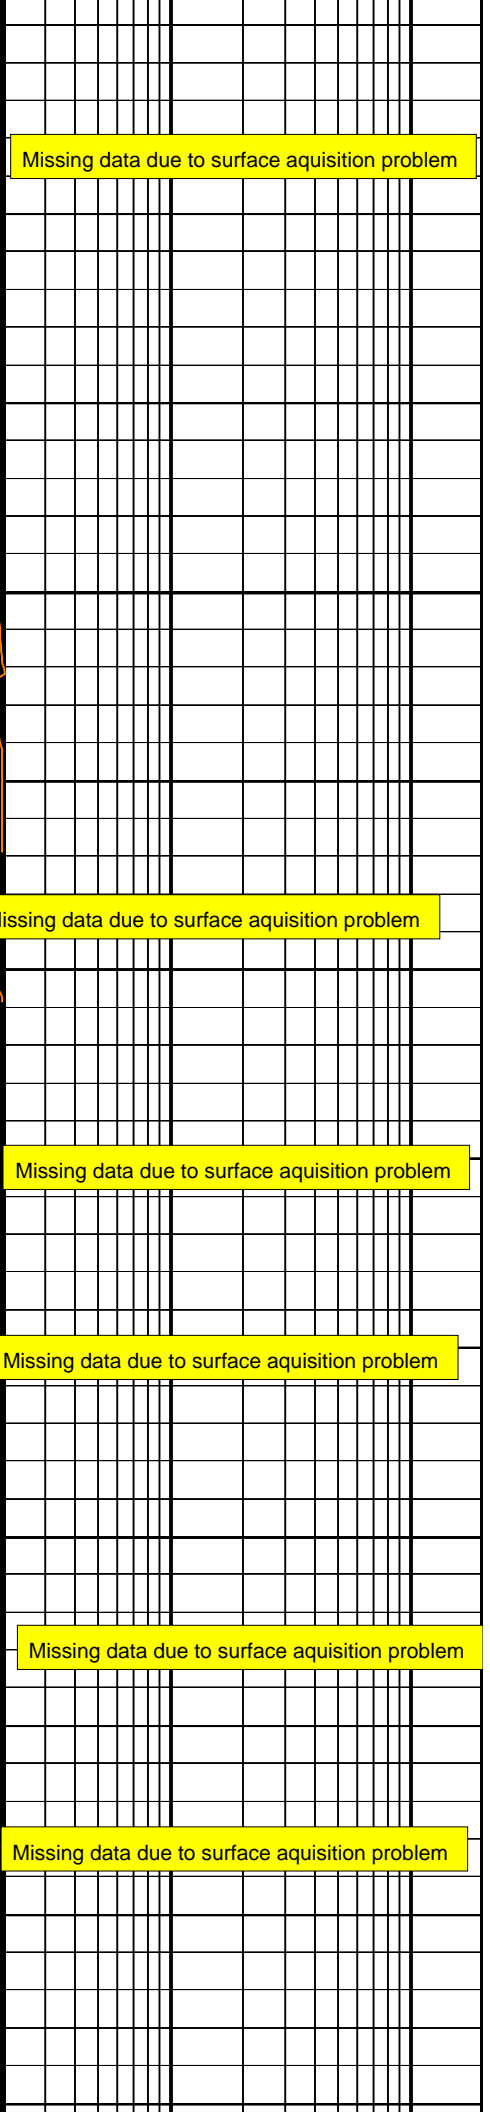 Missing data due to surface aquisition problem
issing data due to surface aquisition problem
Missing data due to surface aquisition problem
Missing data due to surface aquisition problem
Missing data due to surface aquisition problem
Missing data due to surface aquisition problem